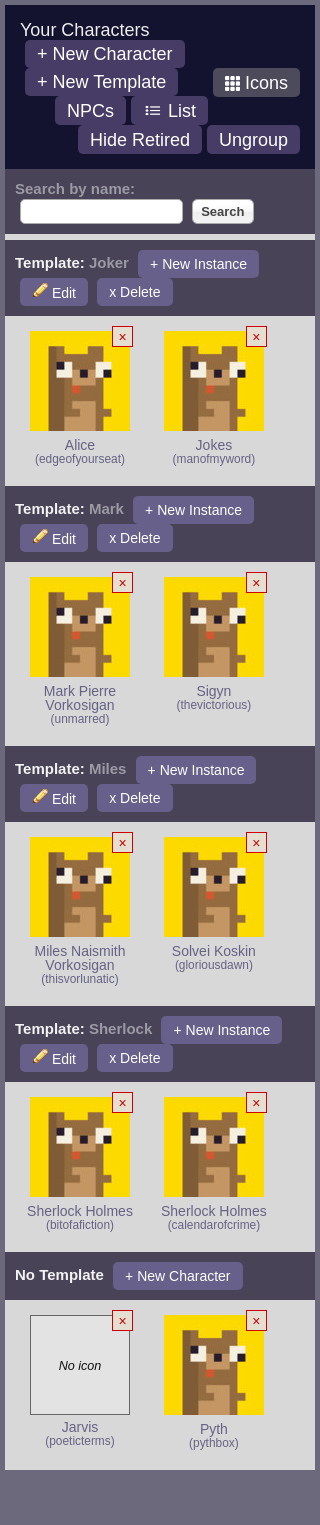 Your Characters
+ New Character
+ New Template
Icons
NPCs
List
Hide Retired
Ungroup
Search by name:
Search
Template: Joker + New Instance
Edit x Delete
× ×
Alice Jokes
(edgeofyourseat) (manofmyword)
Template: Mark + New Instance
Edit x Delete
× ×
Mark Pierre Sigyn
Vorkosigan (thevictorious)
(unmarred)
Template: Miles + New Instance
Edit x Delete
× ×
Miles Naismith Solvei Koskin
Vorkosigan (gloriousdawn)
(thisvorlunatic)
Template: Sherlock + New Instance
Edit x Delete
× ×
Sherlock Holmes Sherlock Holmes
(bitofafiction) (calendarofcrime)
No Template + New Character
× ×
No icon
Jarvis Pyth
(poeticterms) (pythbox)